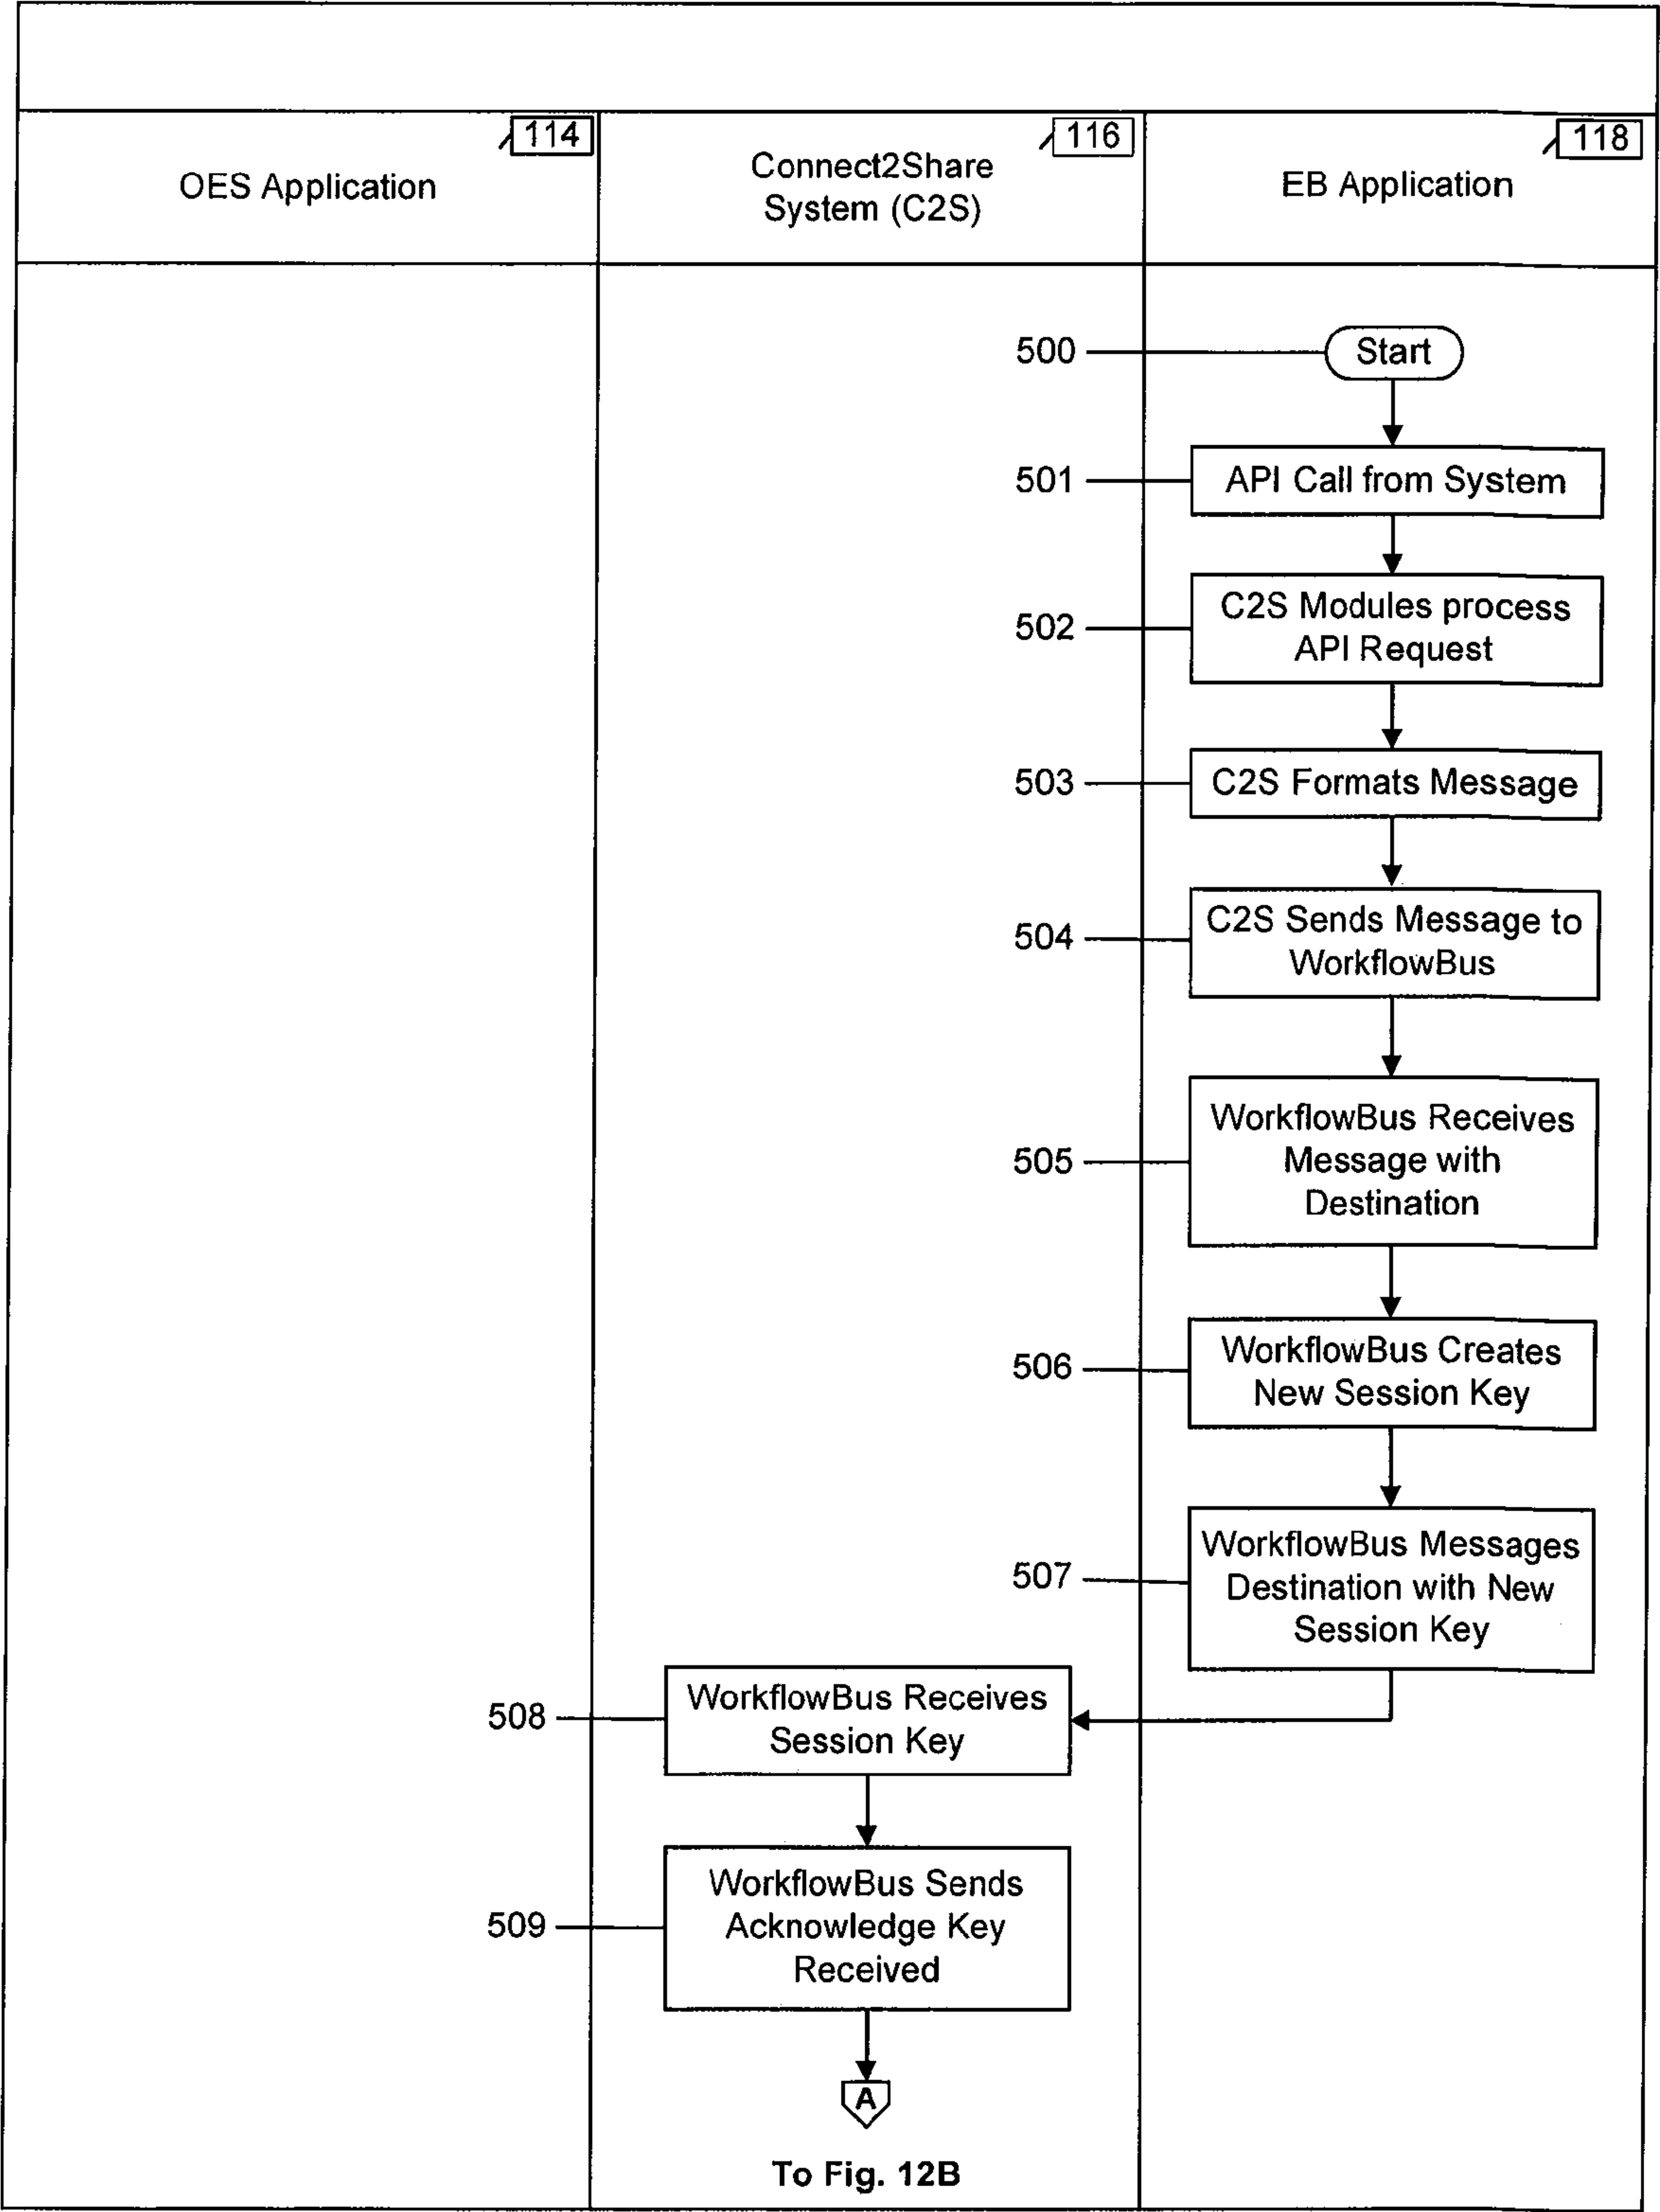 114
OES Application
116
Connect2Share
System (C2S)
118
EB Application
500
Start
501
API Call from System
502
C2S Modules process
API Request
503
C2S Formats Message
504
C2S Sends Message to
WorkflowBus
505
WorkflowBus Receives
Message with
Destination
506
WorkflowBus Creates
New Session Key
507
WorkflowBus Messages
Destination with New
Session Key
508
WorkflowBus Receives
Session Key
509
WorkflowBus Sends
Acknowledge Key
Received
A
To Fig. 12B